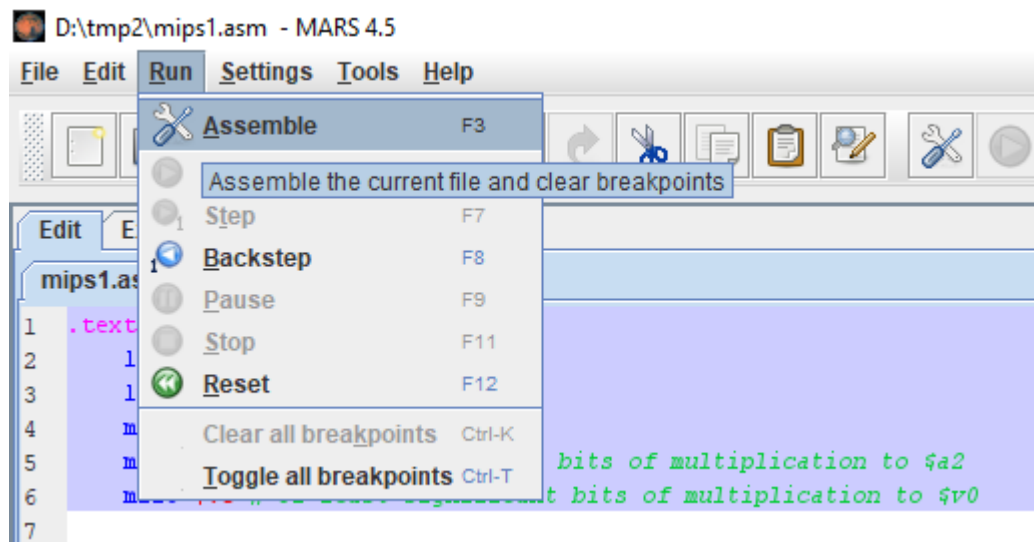 D:\tmp2\mips1.asm - MARS 4.5
File Edit Run Settings Tools Help
Assemble F3
Assemble the current file and clear breakpoints
Edit E
1 Step F7
mips1.as 1 Backstep F8
Pause F9
1 .text
2 l Stop F11
3 l Reset F12
4 m Clear all breakpoints Ctrl-K
5 m bits of multiplication to $a2
Toggle all breakpoints Ctrl-T
6 m t bits of multiplication to $v0
7